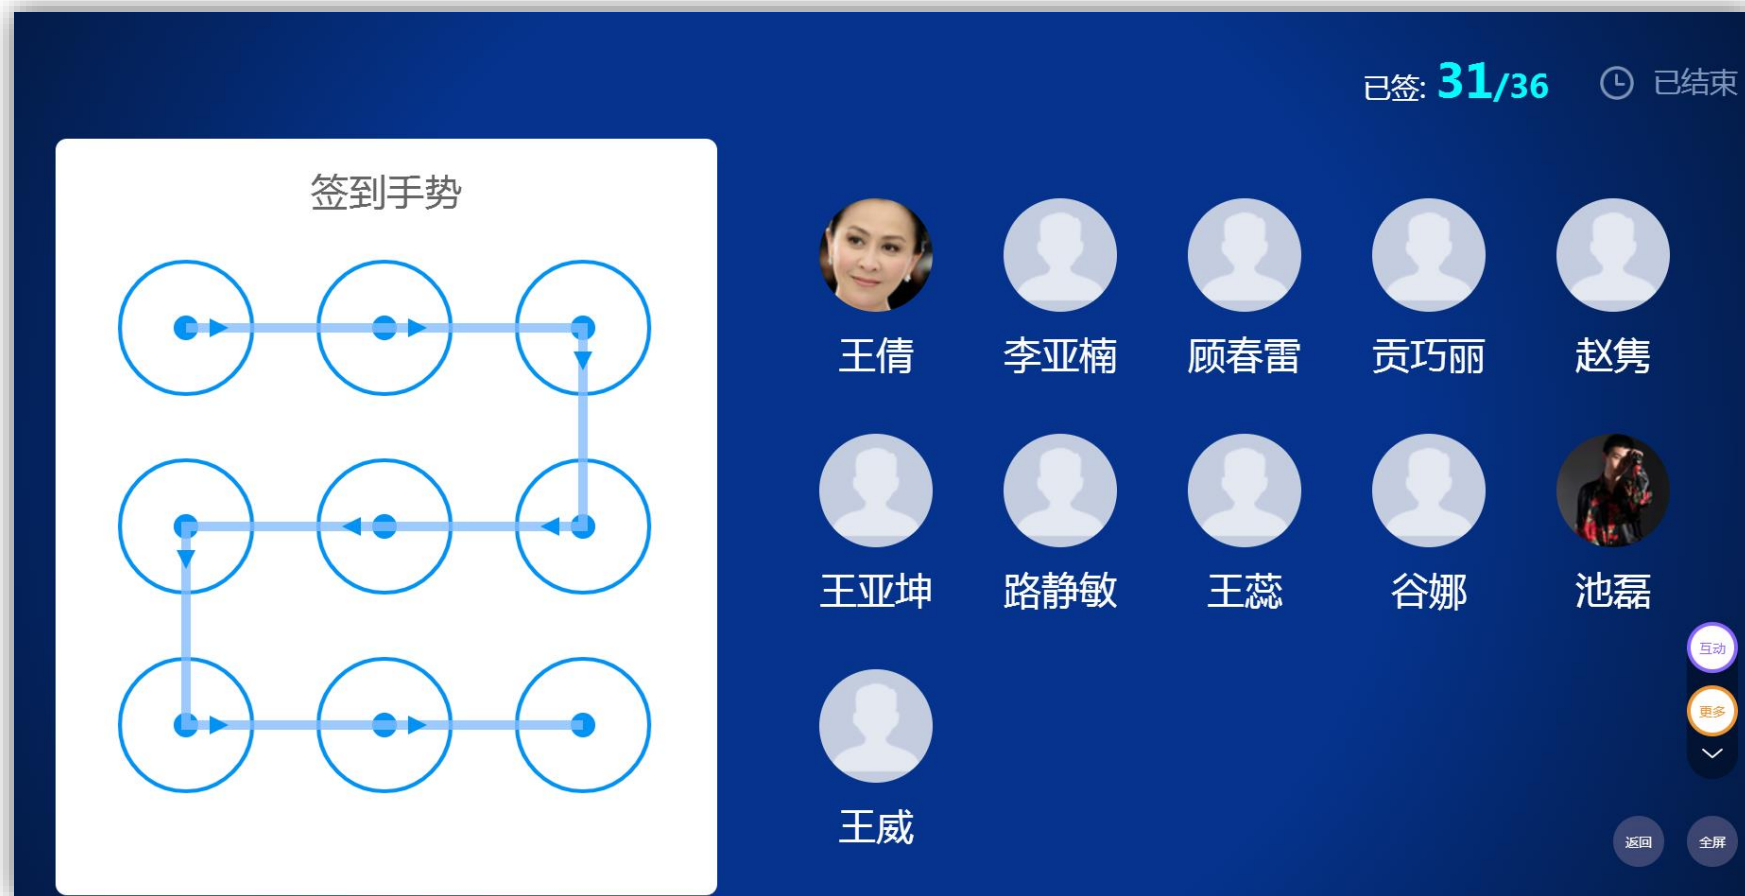 已签: 31/36 已结束
签到手势
王倩 李亚楠 顾春雷 贡巧丽 赵隽
王亚坤 路静敏 王蕊 谷娜 池磊
互动
更多
王威
返回 全屏